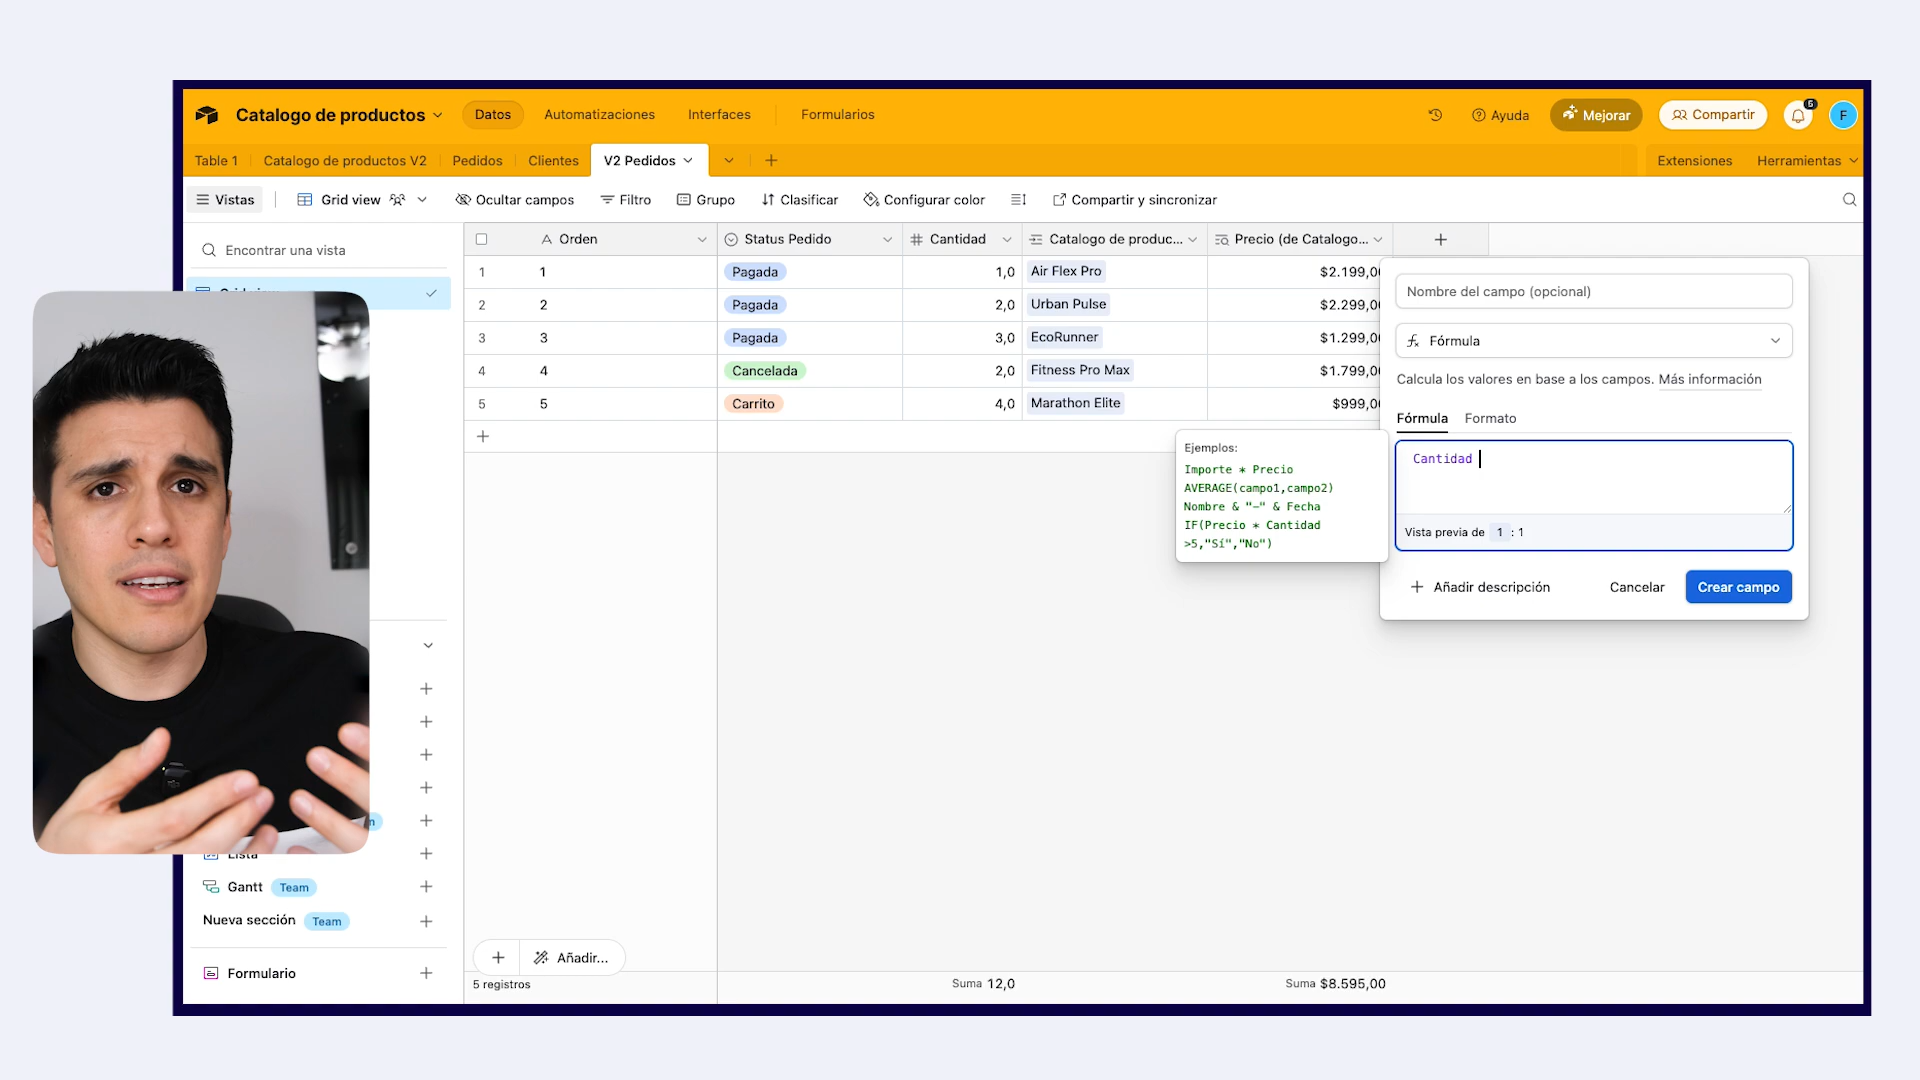 Catalogo de productos
Datos
Automatizaciones
Interfaces
Formularios
Ayuda
Mejorar
Compartir
6
F
Table 1
Catalogo de productos V2
Pedidos
Clientes
V2 Pedidos
Extensiones
Herramientas
Vistas
Grid view
Ocultar campos
Filtro
Grupo
Clasificar
Configurar color
Compartir y sincronizar
Encontrar una vista
Orden
Status Pedido
Cantidad
Catalogo de produc...
Precio (de Catalogo...
1 1 Pagada 1,0 Air Flex Pro $2.199,0
2 2 Pagada 2,0 Urban Pulse $2.299,0
3 3 Pagada 3,0 EcoRunner $1.299,0
4 4 Cancelada 2,0 Fitness Pro Max $1.799,0
5 5 Carrito 4,0 Marathon Elite $999,0
Nombre del campo (opcional)
Fórmula
Calcula los valores en base a los campos. Más información
Fórmula
Formato
Cantidad
Vista previa de 1 : 1
Añadir descripción
Cancelar
Crear campo
Ejemplos:
Importe * Precio
AVERAGE(campo1,campo2)
Nombre & "–" & Fecha
IF(Precio * Cantidad
>5,"Sí","No")
Lista
Gantt
Team
Nueva sección
Team
Formulario
Añadir...
5 registros
Suma 12,0
Suma $8.595,00